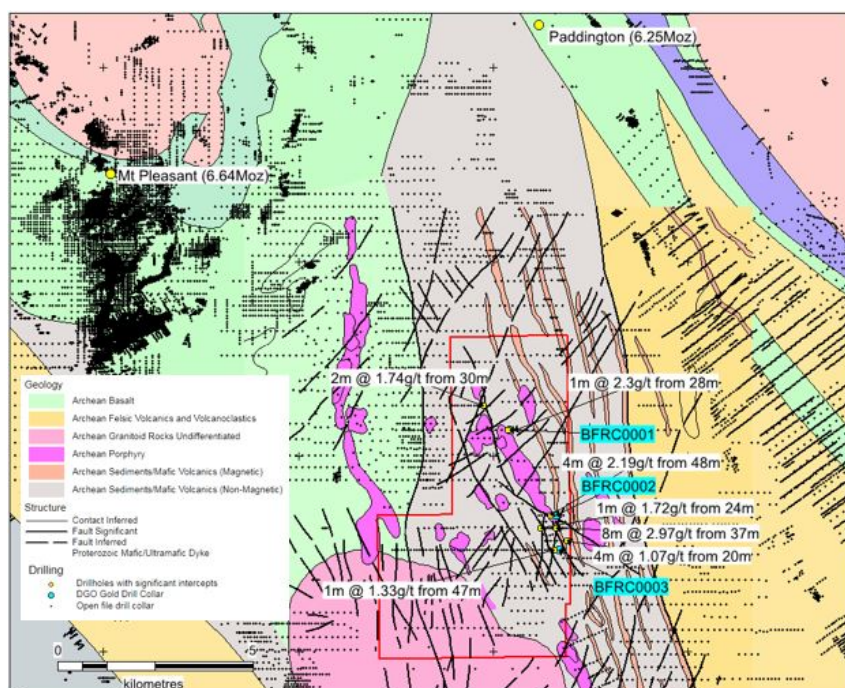 Paddington (6.25Moz)
Mt Pleasant (6.64Moz)
2m @ 1.74g/t from 30m
1m @ 2.3g/t from 28m
BFRC0001
4m @ 2.19g/t from 48m
BFRC0002
1m @ 1.72g/t from 24m
8m @ 2.97g/t from 37m
4m @ 1.07g/t from 20m
1m @ 1.33g/t from 47m
BFRC0003
Geology
Archean Basalt
Archean Felsic Volcanics and Volcanoclastics
Archean Granitoid Rocks Undifferentiated
Archean Porphyry
Archean Sediments/Mafic Volcanics (Magnetic)
Archean Sediments/Mafic Volcanics (Non-Magnetic)
Structure
Contact Inferred
Fault Significant
Fault Inferred
Proterozoic Mafic/Ultramafic Dyke
Drilling
Drillholes with significant intercepts
DGO Gold Drill Collar
Open file drill collar
0 5
kilometres